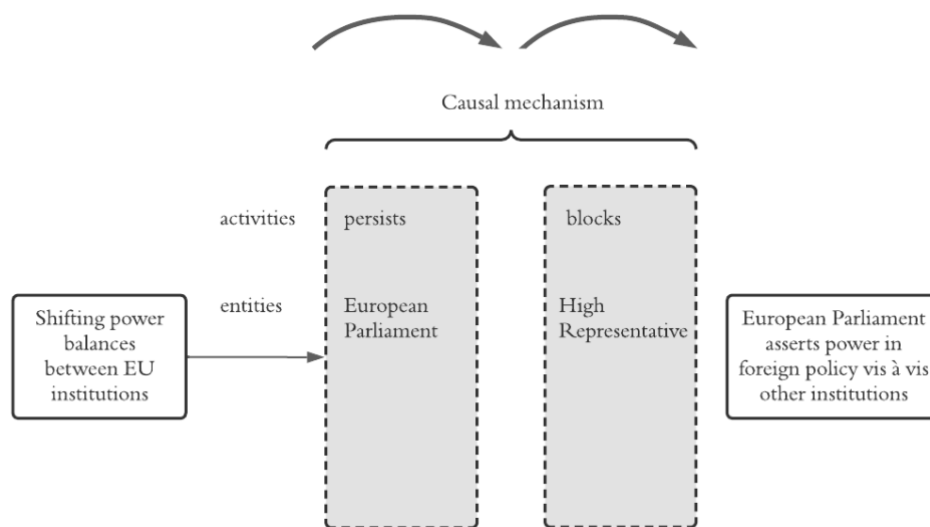 Causal mechanism
activities
persists
blocks
entities
European
Parliament
High
Representative
Shifting power
balances
between EU
institutions
European Parliament
asserts power in
foreign policy vis à vis
other institutions